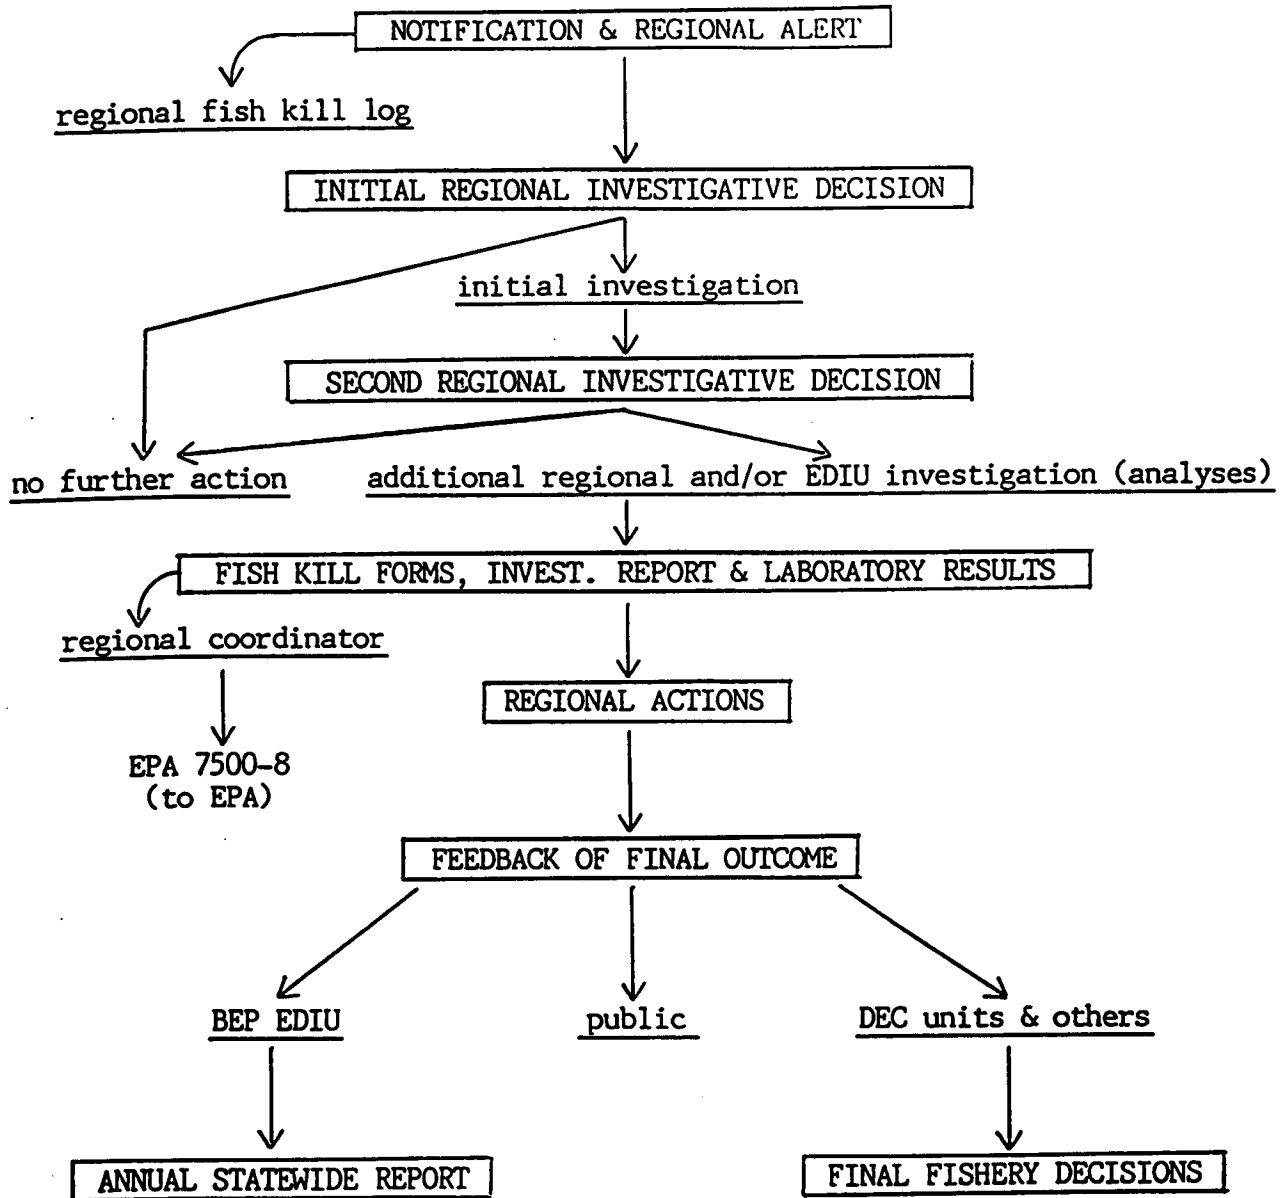 NOTIFICATION & REGIONAL ALERT
regional fish kill log
INITIAL REGIONAL INVESTIGATIVE DECISION
initial investigation
SECOND REGIONAL INVESTIGATIVE DECISION
no further action
additional regional and/or EDIU investigation (analyses)
FISH KILL FORMS, INVEST. REPORT & LABORATORY RESULTS
regional coordinator
REGIONAL ACTIONS
EPA 7500-8
(to EPA)
FEEDBACK OF FINAL OUTCOME
BEP EDIU
public
DEC units & others
ANNUAL STATEWIDE REPORT
FINAL FISHERY DECISIONS